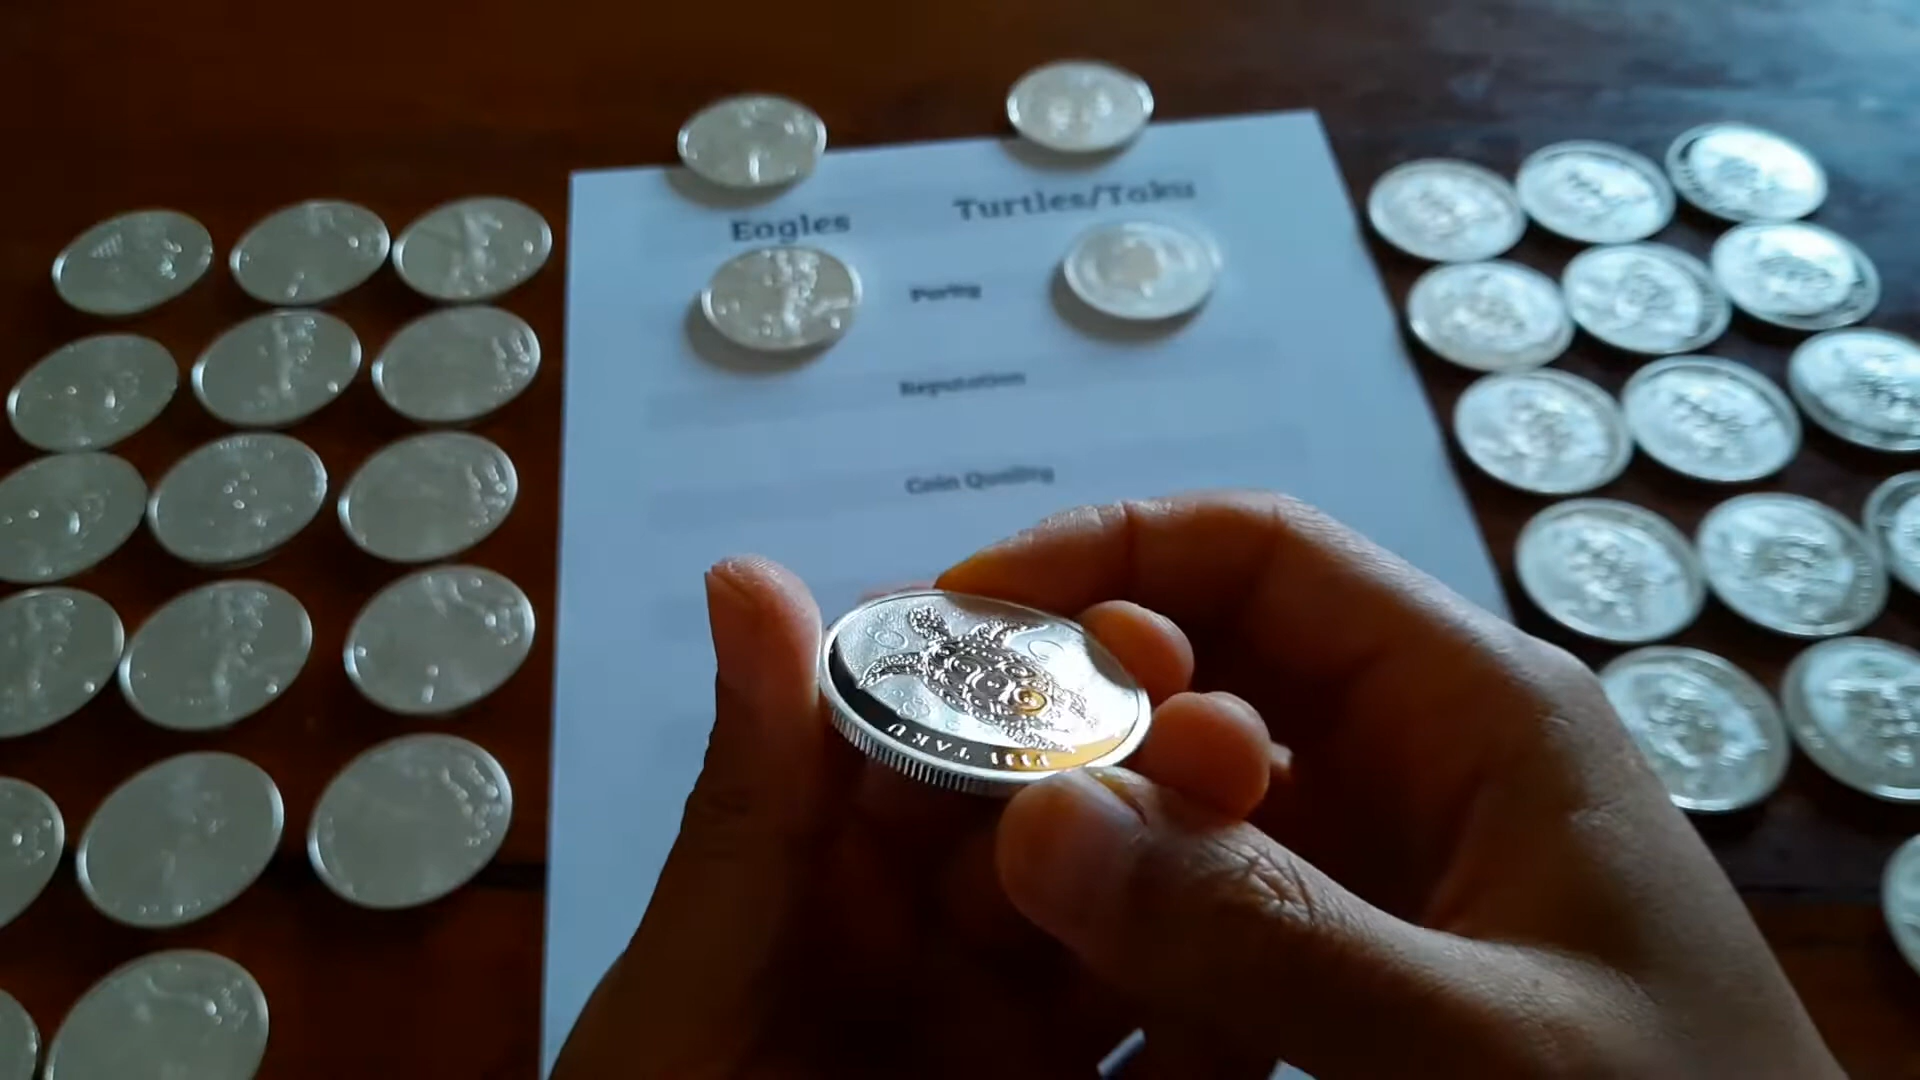 Eagles Turtles/Taku
Purity
Reputation
Coin Quality
FIJI TAKU